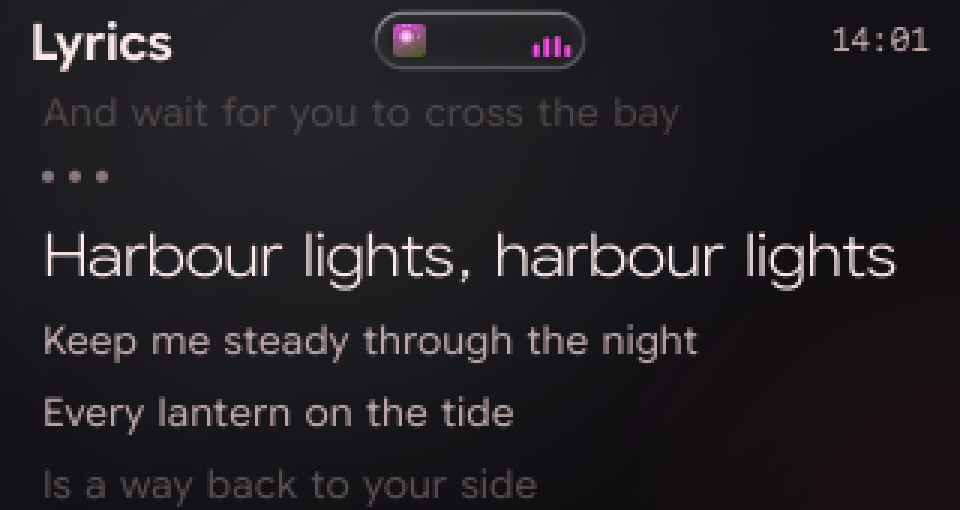 Lyrics
14:01
And wait for you to cross the bay
•••
Harbour lights, harbour lights
Keep me steady through the night
Every lantern on the tide
Is a way back to your side